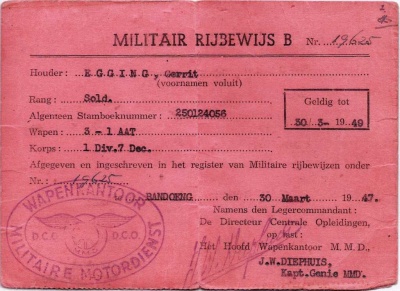 MILITAIR RIJBEWIJS B Nr. 19625
Houder: EGGING, Gerrit
(voornamen voluit)
Rang: Sold.
Algemeen Stamboeknummer: 250124056
Geldig tot
30/3- 1949
Wapen: 3-1 AAT
Korps: 1 Div.7 Dec.
Afgegeven en ingeschreven in het register van Militaire rijbewijzen onder
Nr.: 19625
BANDOENG, den 30 Maart 1947.
Namens den Legercommandant:
De Directeur Centrale Opleidingen,
op last:
Het Hoofd Wapenkantoor M.M.D.,
J.W.DIEPHUIS,
Kapt.Genie MMD.
WAPENKANTOOR
D.C.O. D.C.O.
MILITAIRE MOTORDIENST